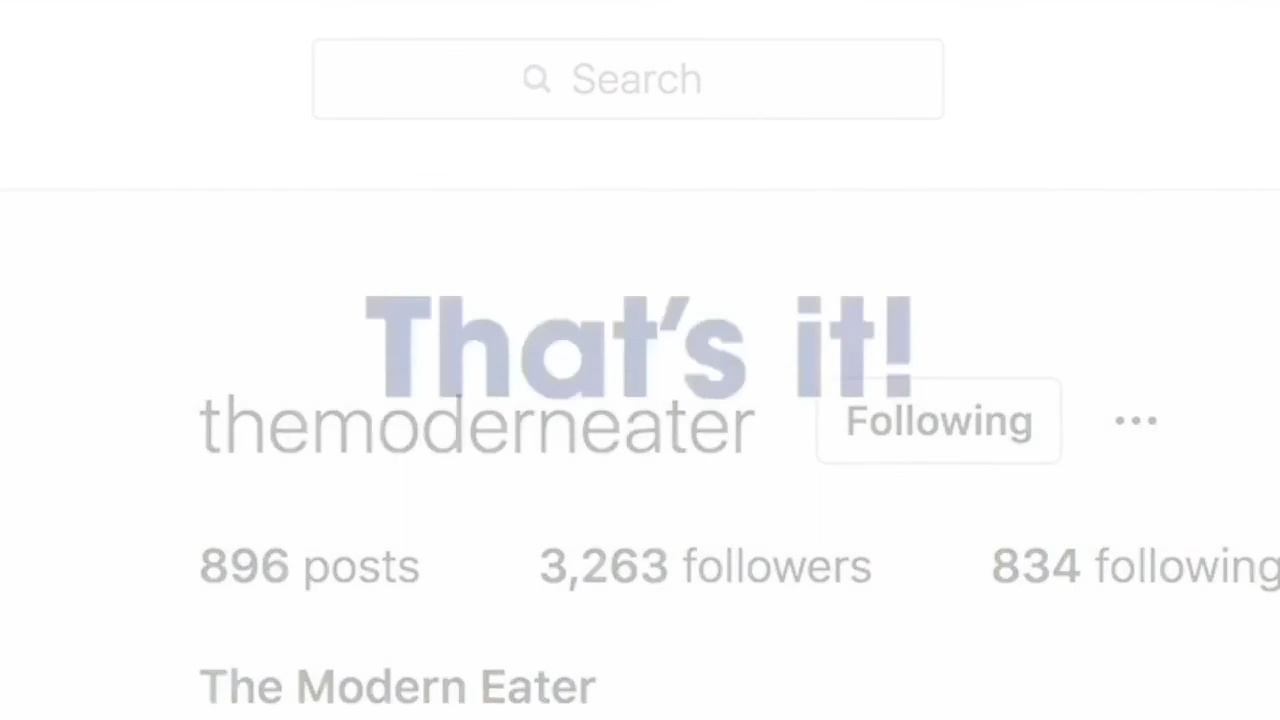 Search
That's it!
themoderneater Following
896 posts 3,263 followers 834 following
The Modern Eater